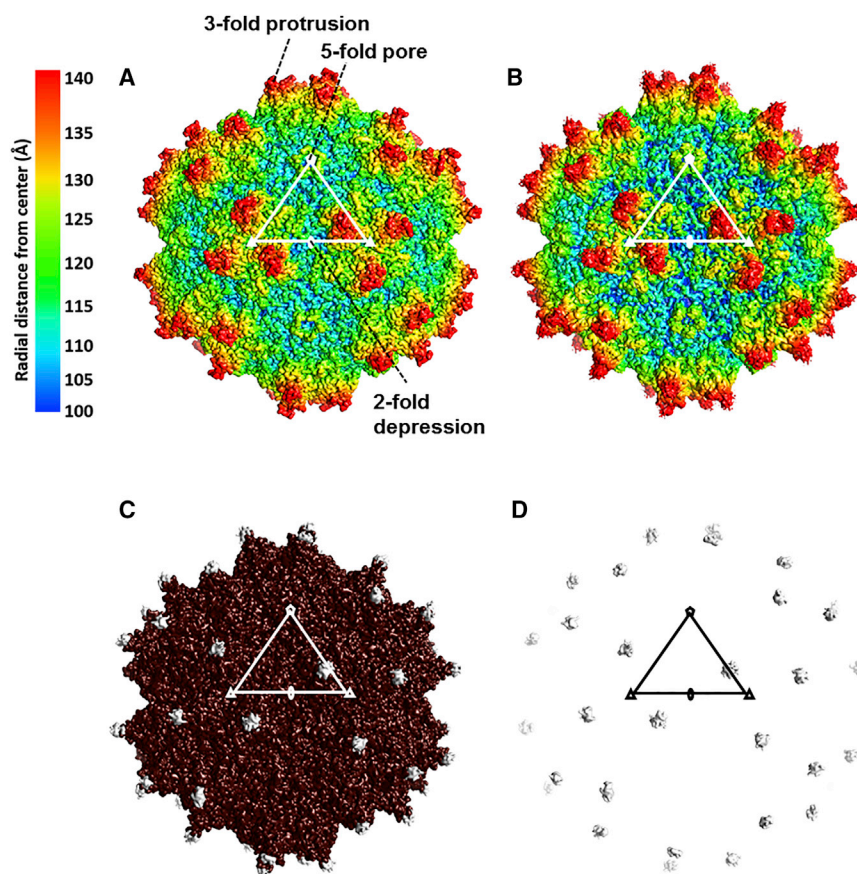 3-fold protrusion
5-fold pore
A
B
140
135
130
125
120
115
110
105
100
Radial distance from center (Å)
2-fold
depression
C
D